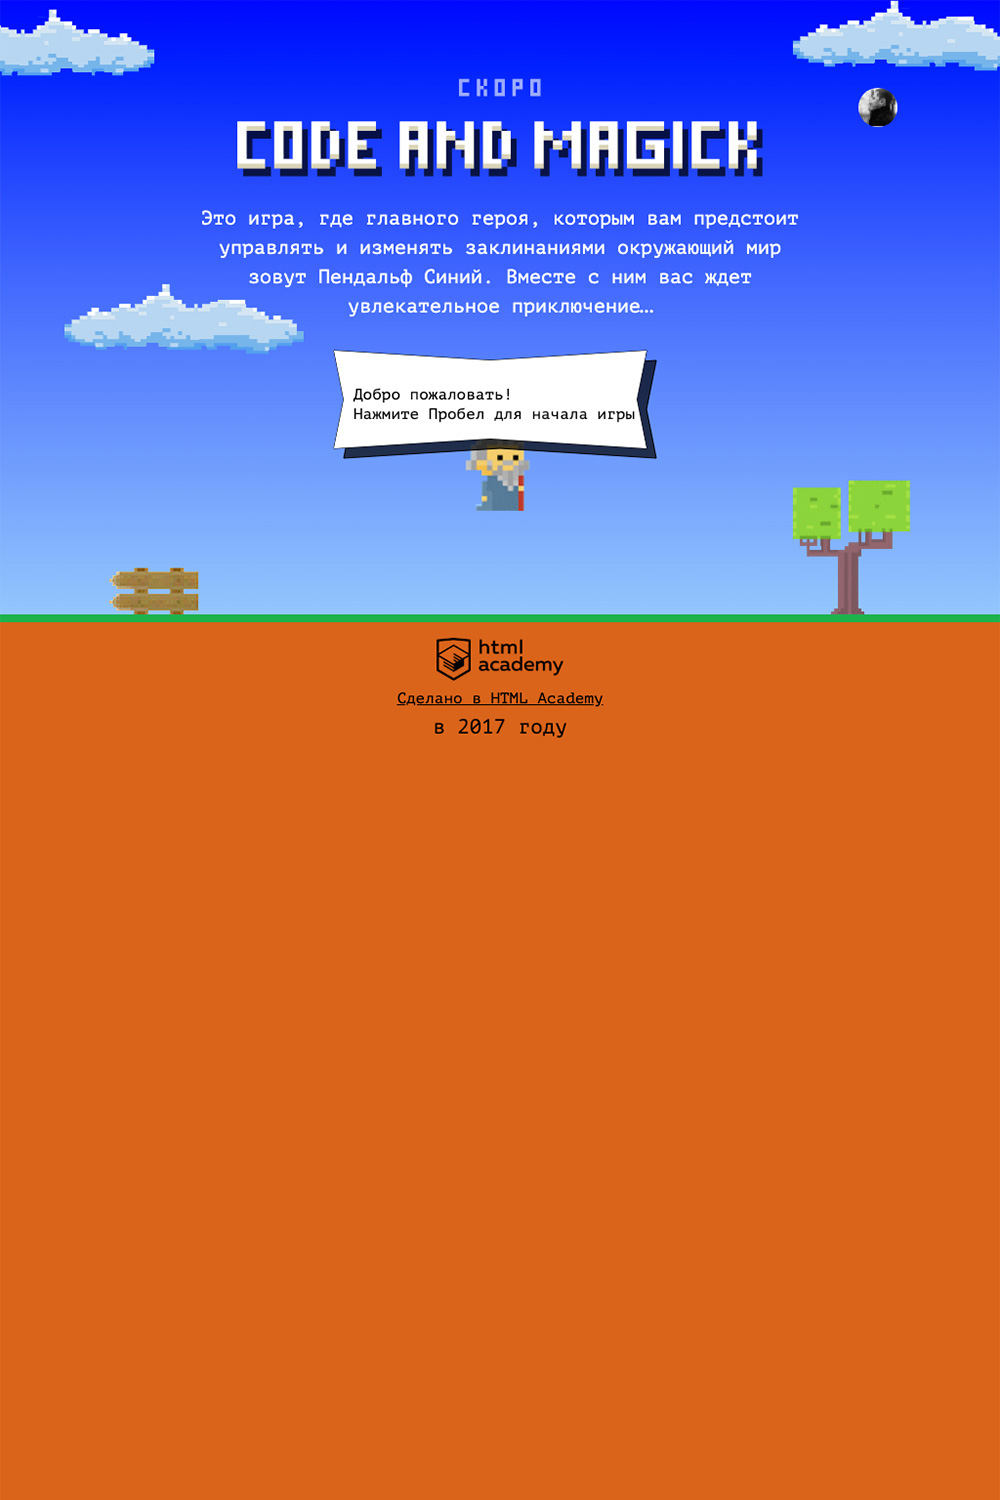 СКОРО
CODE AND MAGICK
Это игра, где главного героя, которым вам предстоит
управлять и изменять заклинаниями окружающий мир
зовут Пендальф Синий. Вместе с ним вас ждет
увлекательное приключение…
Добро пожаловать!
Нажмите Пробел для начала игры
html
academy
Сделано в HTML Academy
в 2017 году